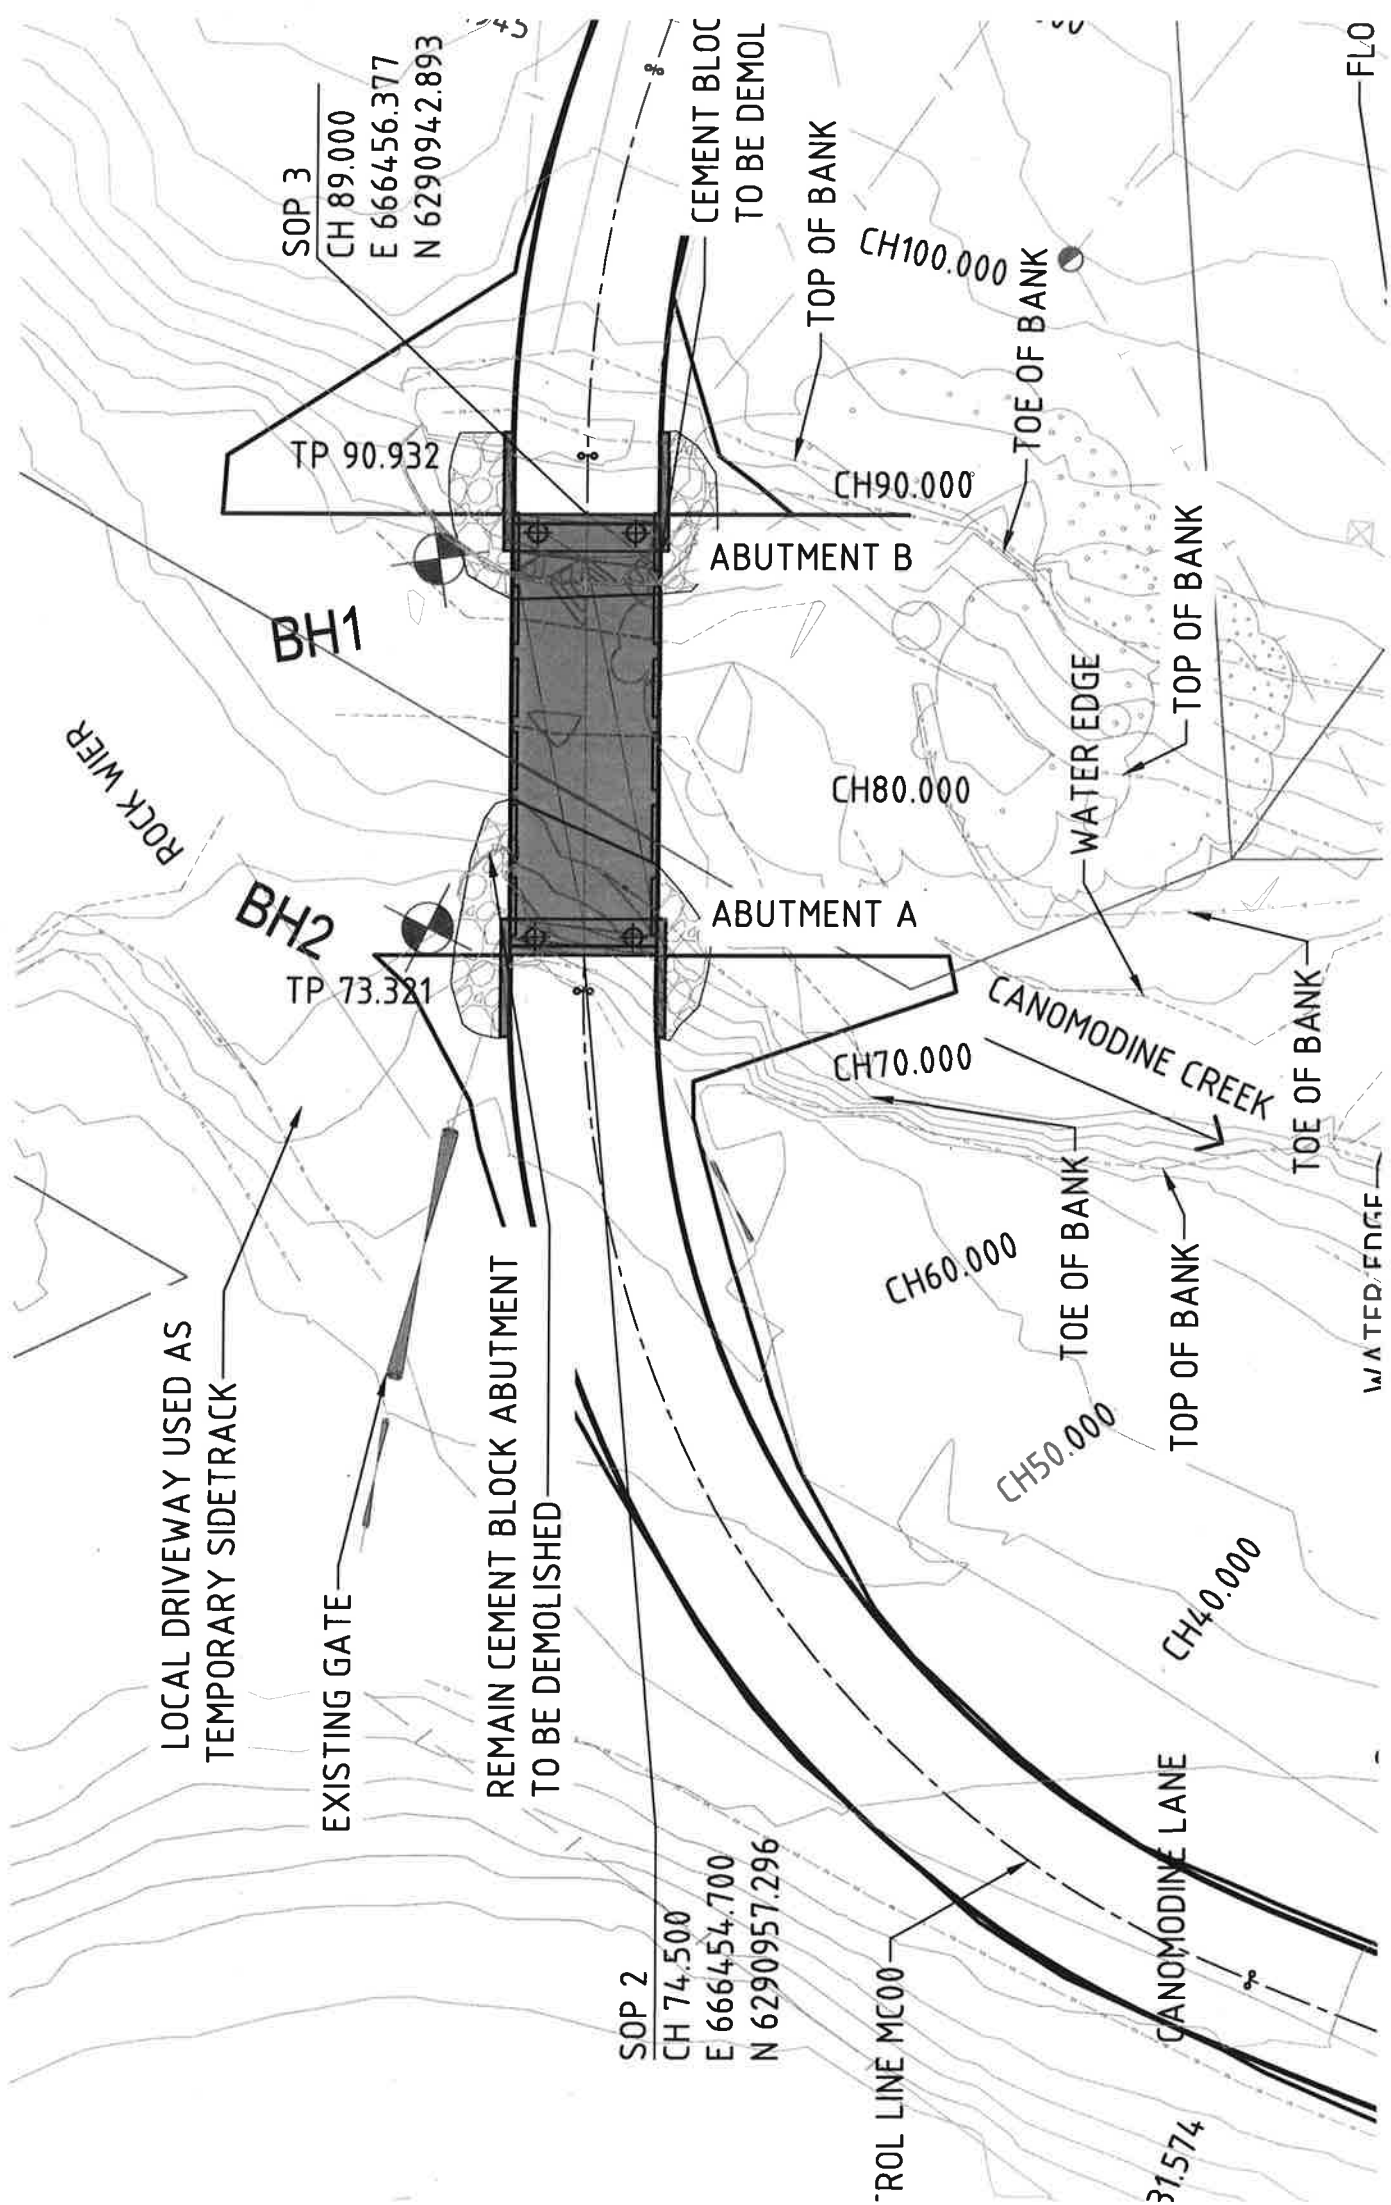 SOP 3
CH 89.000
E 666456.377
N 6290942.893
CEMENT BLOC
TO BE DEMOL
TOP OF BANK
CH100.000
TOE OF BANK
FLO
TP 90.932
CH90.000
ABUTMENT B
BH1
TOP OF BANK
WATER EDGE
ROCK WIER
CH80.000
BH2
ABUTMENT A
TP 73.321
CANOMODINE CREEK
CH70.000
TOE OF BANK
TOE OF BANK
TOP OF BANK
WATER EDGE
CH60.000
LOCAL DRIVEWAY USED AS
TEMPORARY SIDETRACK
EXISTING GATE
REMAIN CEMENT BLOCK ABUTMENT
TO BE DEMOLISHED
CH50.000
CH40.000
SOP 2
CH 74.500
E 666454.700
N 6290957.296
TROL LINE MC00
CANOMODINE LANE
31.574